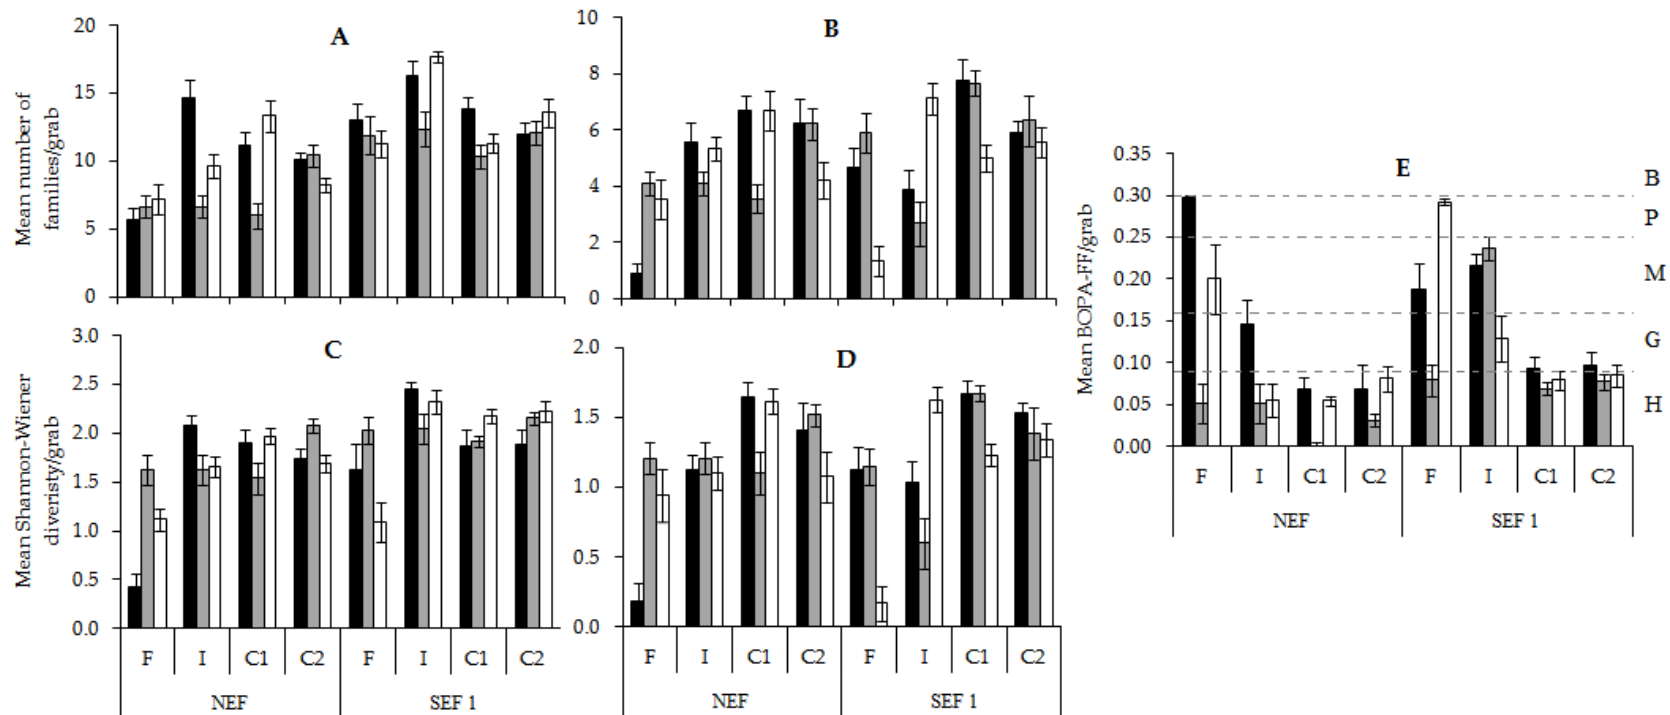 A
Mean number of
families/grab
20
15
10
5
0
B
10
8
6
4
2
0
C
Mean Shannon-Wiener
diveristy/grab
3.0
2.5
2.0
1.5
1.0
0.5
0.0
F I C1 C2 F I C1 C2
NEF SEF 1
D
2.0
1.5
1.0
0.5
0.0
F I C1 C2 F I C1 C2
NEF SEF 1
E
Mean BOPA-FF/grab
0.35
0.30
0.25
0.20
0.15
0.10
0.05
0.00
B
P
M
G
H
F I C1 C2 F I C1 C2
NEF SEF 1